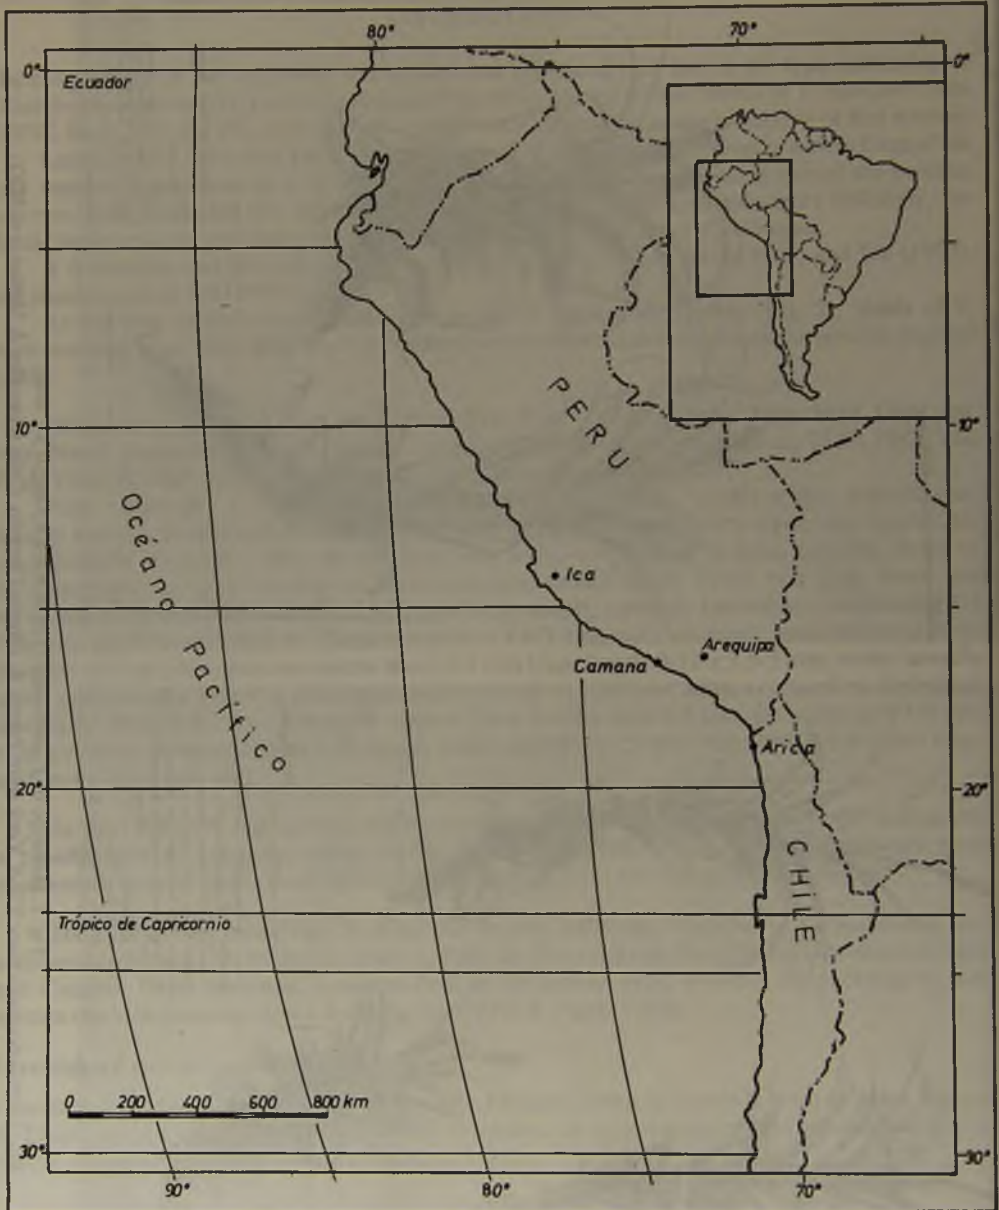 80° 70°
0° 0°
Ecuador
PERU
10° 10°
Océano
Pacífico
Ica
Arequipa
Camana
Arica
20° 20°
CHILE
Trópico de Capricornio
0 200 400 600 800 km
30° 30°
90° 80° 70°